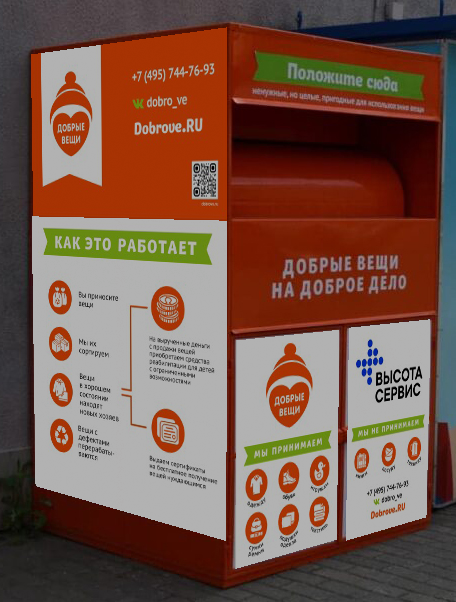 ДОБРЫЕ
ВЕЩИ
+7 (495) 744-76-93
dobro_ve
Dobrove.RU
КАК ЭТО РАБОТАЕТ
Вы приносите
вещи
Мы их
сортируем
Вещи
в хорошем
состоянии
находят
новых хозяев
Вещи с
дефектами
перерабаты-
ваются
На вырученные деньги
с продажи вещей
приобретаем средства
реабилитации для детей
с ограниченными
возможностями
Выдаем сертификаты
на бесплатное получение
вещей нуждающимся
Положите сюда
ненужные, но целые, пригодные для использования вещи
ДОБРЫЕ ВЕЩИ
НА ДОБРОЕ ДЕЛО
ДОБРЫЕ
ВЕЩИ
МЫ ПРИНИМАЕМ
одежда
обувь
игрушки
ВЫСОТА
СЕРВИС
МЫ НЕ ПРИНИМАЕМ
+7 (495) 744-76-93
dobro_ve
Dobrove.RU